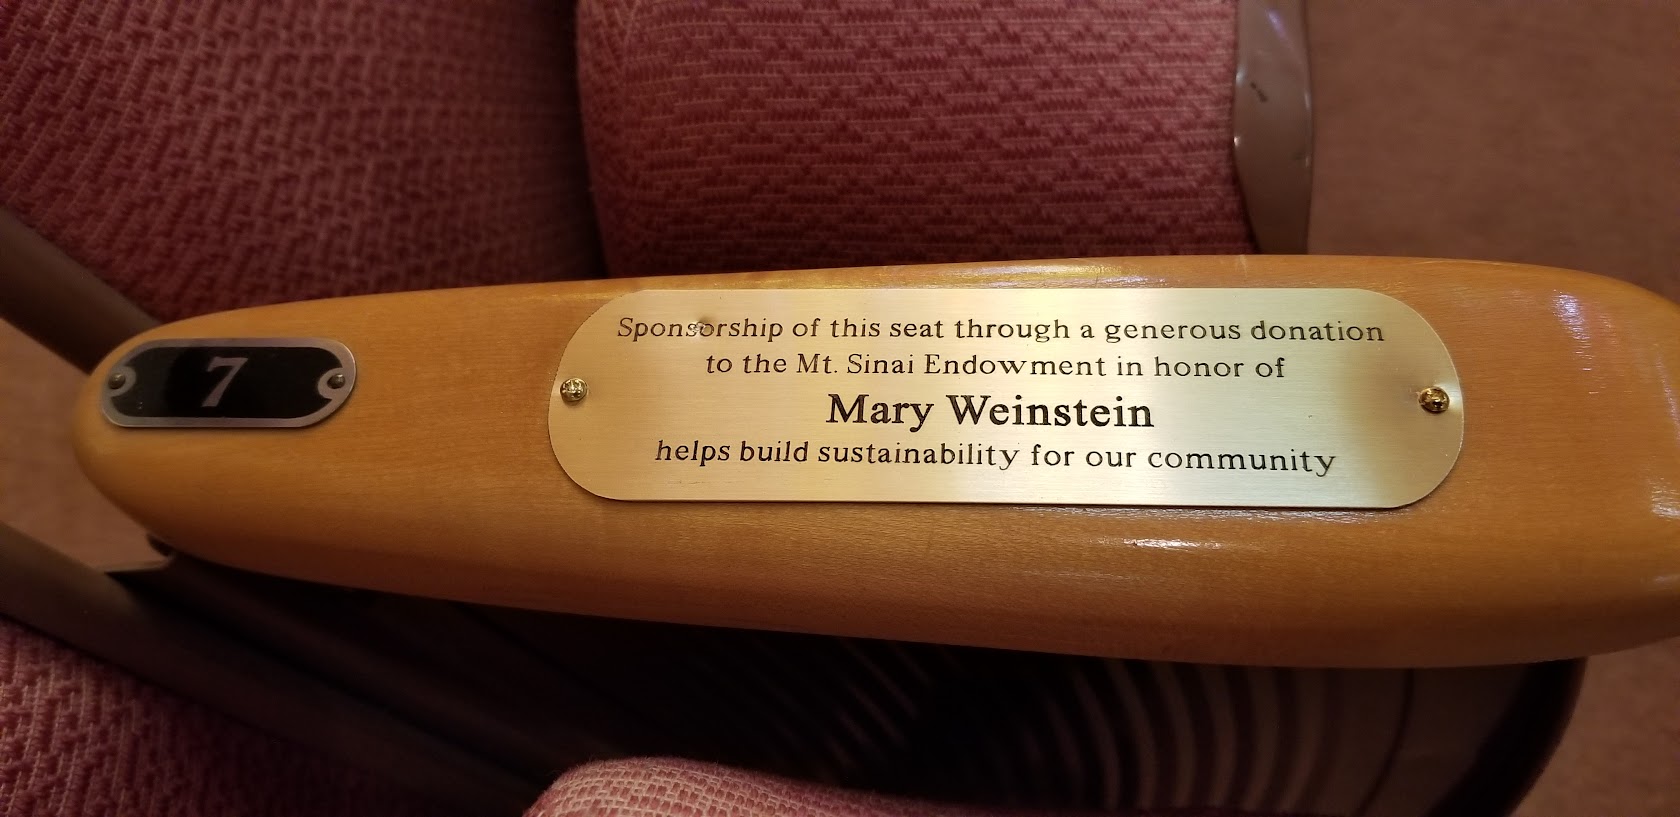 7
Sponsorship of this seat through a generous donation
to the Mt. Sinai Endowment in honor of
Mary Weinstein
helps build sustainability for our community